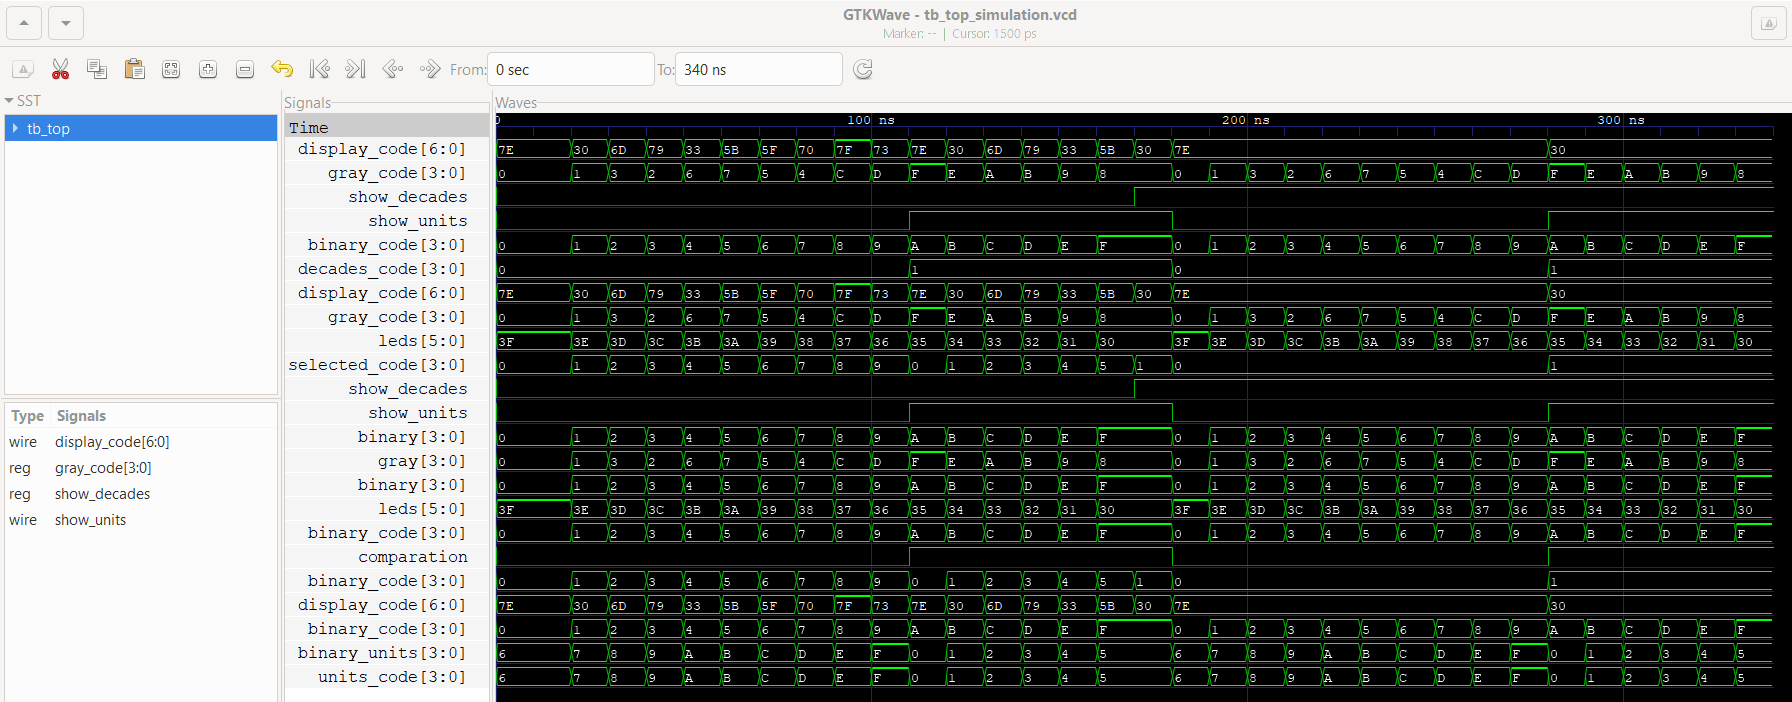 GTKWave - tb_top_simulation.vcd
Marker: -- | Cursor: 1500 ps
From: 0 sec To: 340 ns
SST
tb_top
Type Signals
wire display_code[6:0]
reg gray_code[3:0]
reg show_decades
wire show_units
Signals
Waves
Time 0 100 ns 200 ns 300 ns
display_code[6:0] 7E 30 6D 79 33 5B 5F 70 7F 73 7E 30 6D 79 33 5B 30 7E 30
gray_code[3:0] 0 1 3 2 6 7 5 4 C D F E A B 9 8 0 1 3 2 6 7 5 4 C D F E A B 9 8
show_decades
show_units
binary_code[3:0] 0 1 2 3 4 5 6 7 8 9 A B C D E F 0 1 2 3 4 5 6 7 8 9 A B C D E F
decades_code[3:0] 0 1 0 1
display_code[6:0] 7E 30 6D 79 33 5B 5F 70 7F 73 7E 30 6D 79 33 5B 30 7E 30
gray_code[3:0] 0 1 3 2 6 7 5 4 C D F E A B 9 8 0 1 3 2 6 7 5 4 C D F E A B 9 8
leds[5:0] 3F 3E 3D 3C 3B 3A 39 38 37 36 35 34 33 32 31 30 3F 3E 3D 3C 3B 3A 39 38 37 36 35 34 33 32 31 30
selected_code[3:0] 0 1 2 3 4 5 6 7 8 9 0 1 2 3 4 5 1 0 1
show_decades
show_units
binary[3:0] 0 1 2 3 4 5 6 7 8 9 A B C D E F 0 1 2 3 4 5 6 7 8 9 A B C D E F
gray[3:0] 0 1 3 2 6 7 5 4 C D F E A B 9 8 0 1 3 2 6 7 5 4 C D F E A B 9 8
binary[3:0] 0 1 2 3 4 5 6 7 8 9 A B C D E F 0 1 2 3 4 5 6 7 8 9 A B C D E F
leds[5:0] 3F 3E 3D 3C 3B 3A 39 38 37 36 35 34 33 32 31 30 3F 3E 3D 3C 3B 3A 39 38 37 36 35 34 33 32 31 30
binary_code[3:0] 0 1 2 3 4 5 6 7 8 9 A B C D E F 0 1 2 3 4 5 6 7 8 9 A B C D E F
comparation
binary_code[3:0] 0 1 2 3 4 5 6 7 8 9 0 1 2 3 4 5 1 0 1
display_code[6:0] 7E 30 6D 79 33 5B 5F 70 7F 73 7E 30 6D 79 33 5B 30 7E 30
binary_code[3:0] 0 1 2 3 4 5 6 7 8 9 A B C D E F 0 1 2 3 4 5 6 7 8 9 A B C D E F
binary_units[3:0] 6 7 8 9 A B C D E F 0 1 2 3 4 5 6 7 8 9 A B C D E F 0 1 2 3 4 5
units_code[3:0] 6 7 8 9 A B C D E F 0 1 2 3 4 5 6 7 8 9 A B C D E F 0 1 2 3 4 5